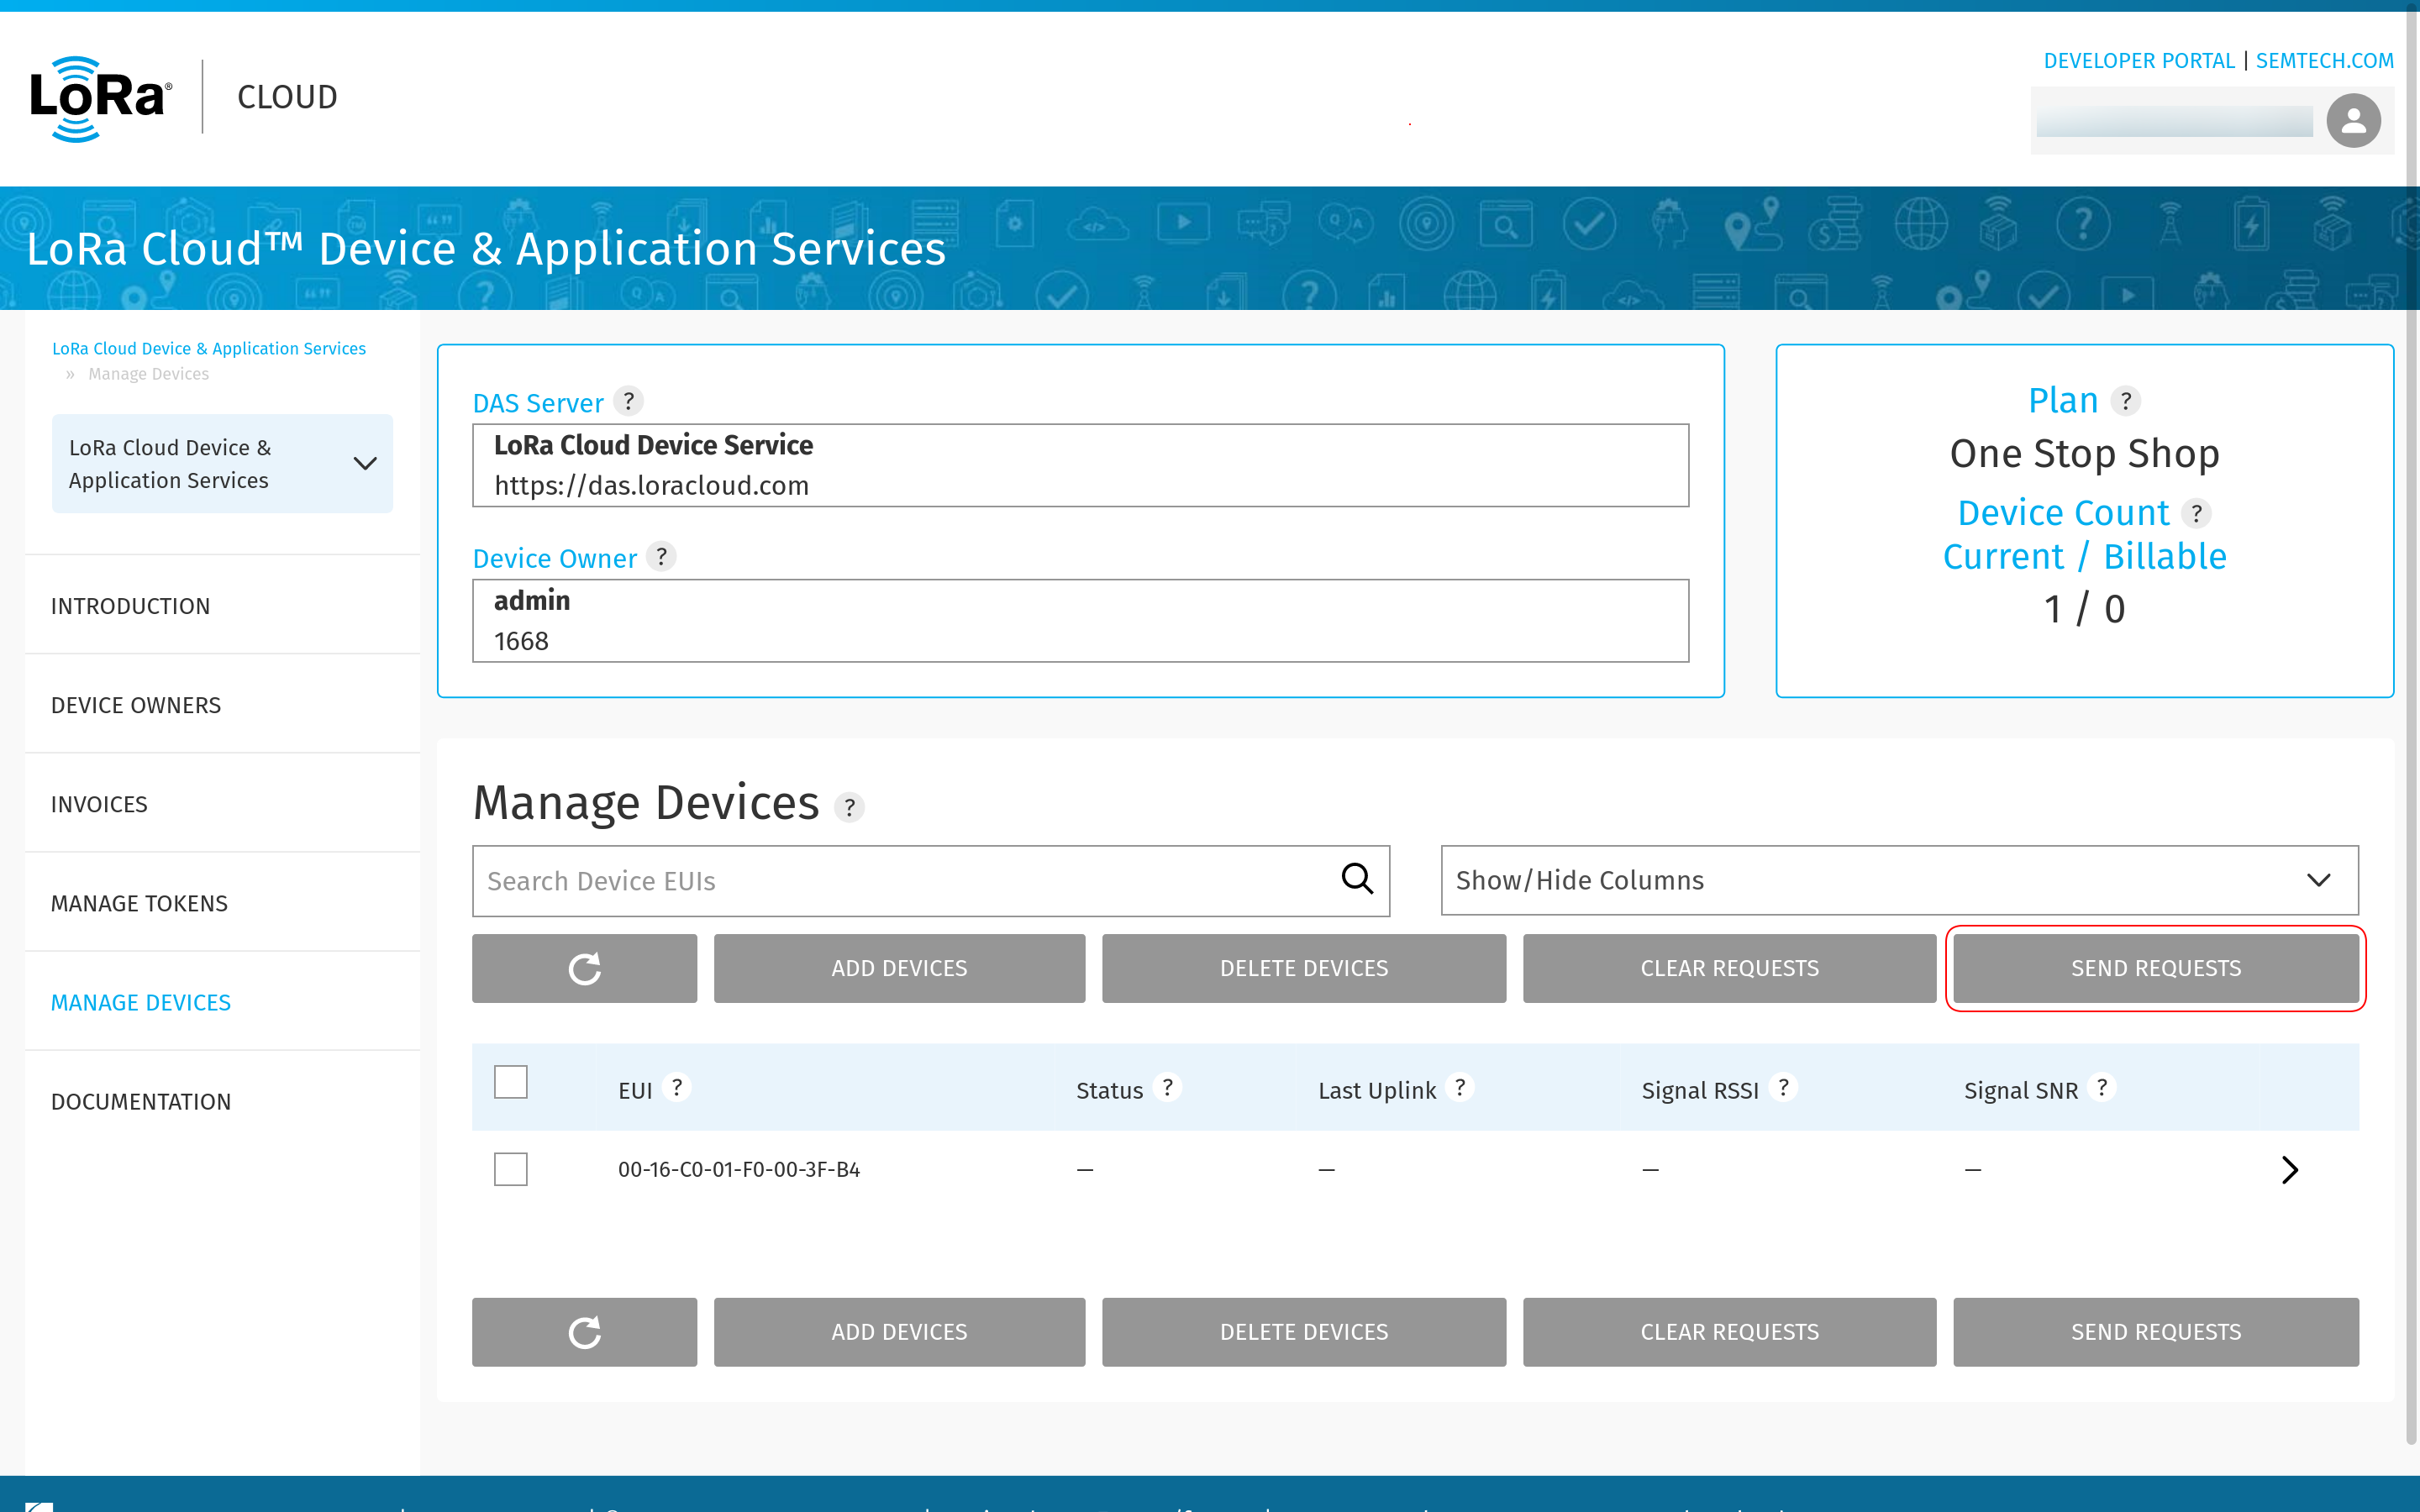 LoRa®
CLOUD
DEVELOPER PORTAL | SEMTECH.COM
LoRa Cloud™ Device & Application Services
LoRa Cloud Device & Application Services
» Manage Devices
LoRa Cloud Device &
Application Services
INTRODUCTION
DEVICE OWNERS
INVOICES
MANAGE TOKENS
MANAGE DEVICES
DOCUMENTATION
DAS Server ?
LoRa Cloud Device Service
https://das.loracloud.com
Device Owner ?
admin
1668
Plan ?
One Stop Shop
Device Count ?
Current / Billable
1 / 0
Manage Devices ?
Search Device EUIs
Show/Hide Columns
ADD DEVICES DELETE DEVICES CLEAR REQUESTS SEND REQUESTS
EUI ? Status ? Last Uplink ? Signal RSSI ? Signal SNR ?
00-16-C0-01-F0-00-3F-B4 — — — —
ADD DEVICES DELETE DEVICES CLEAR REQUESTS SEND REQUESTS